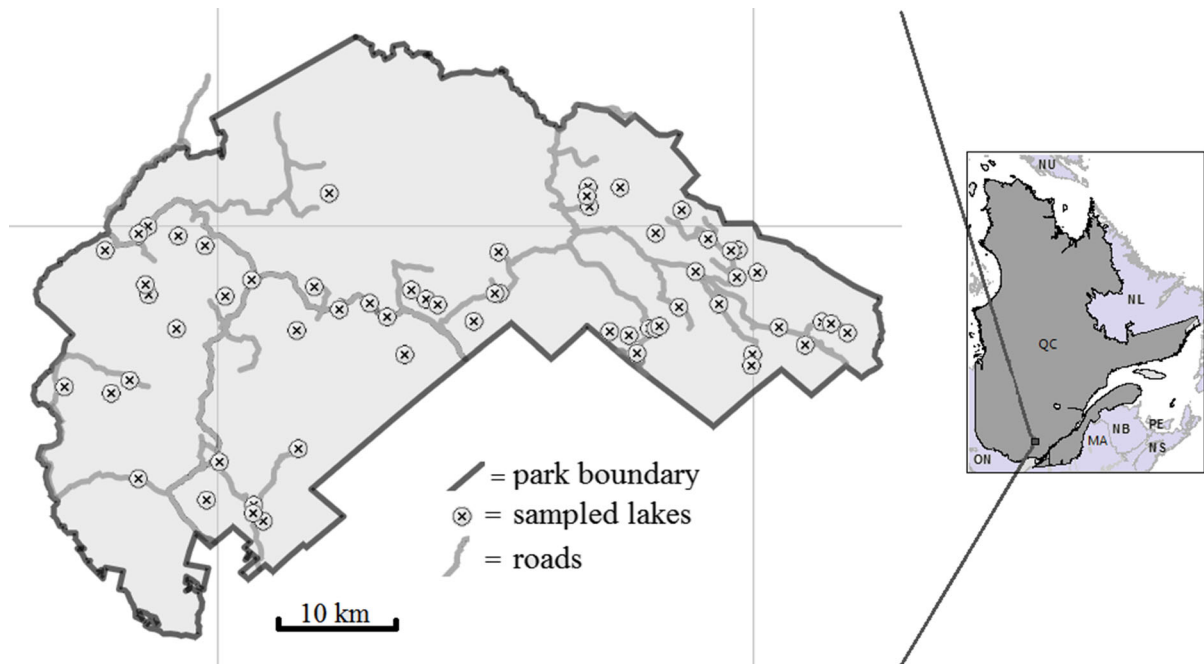 = park boundary
= sampled lakes
= roads
10 km
NU
P
NL
QC
PE
NB
MA
NS
ON